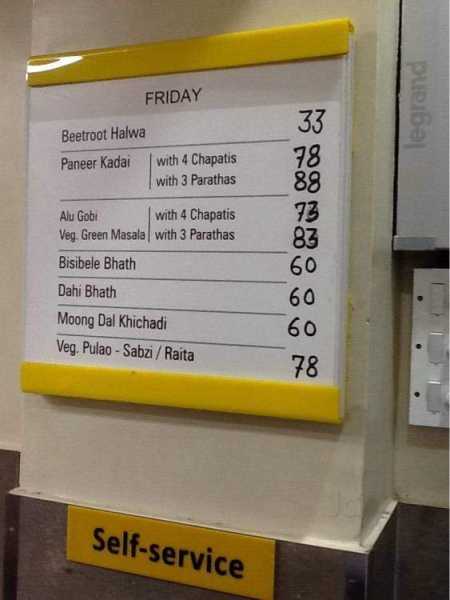 FRIDAY
Beetroot Halwa 33
Paneer Kadai with 4 Chapatis 78
with 3 Parathas 88
Alu Gobi with 4 Chapatis 73
Veg. Green Masala with 3 Parathas 83
Bisibele Bhath 60
Dahi Bhath 60
Moong Dal Khichadi 60
Veg. Pulao - Sabzi / Raita 78
legrand
Self-service